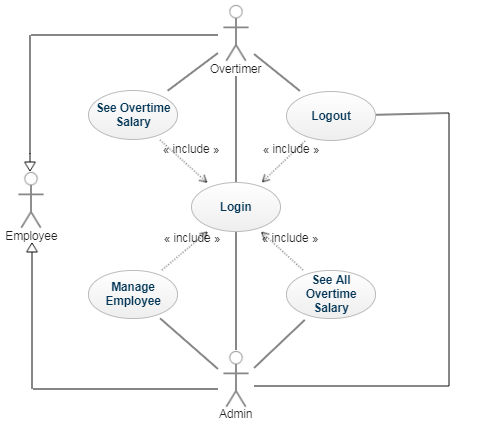 Overtimer
See Overtime
Salary
Logout
« include »
« include »
Login
Employee
« include »
« include »
Manage
Employee
See All
Overtime
Salary
Admin